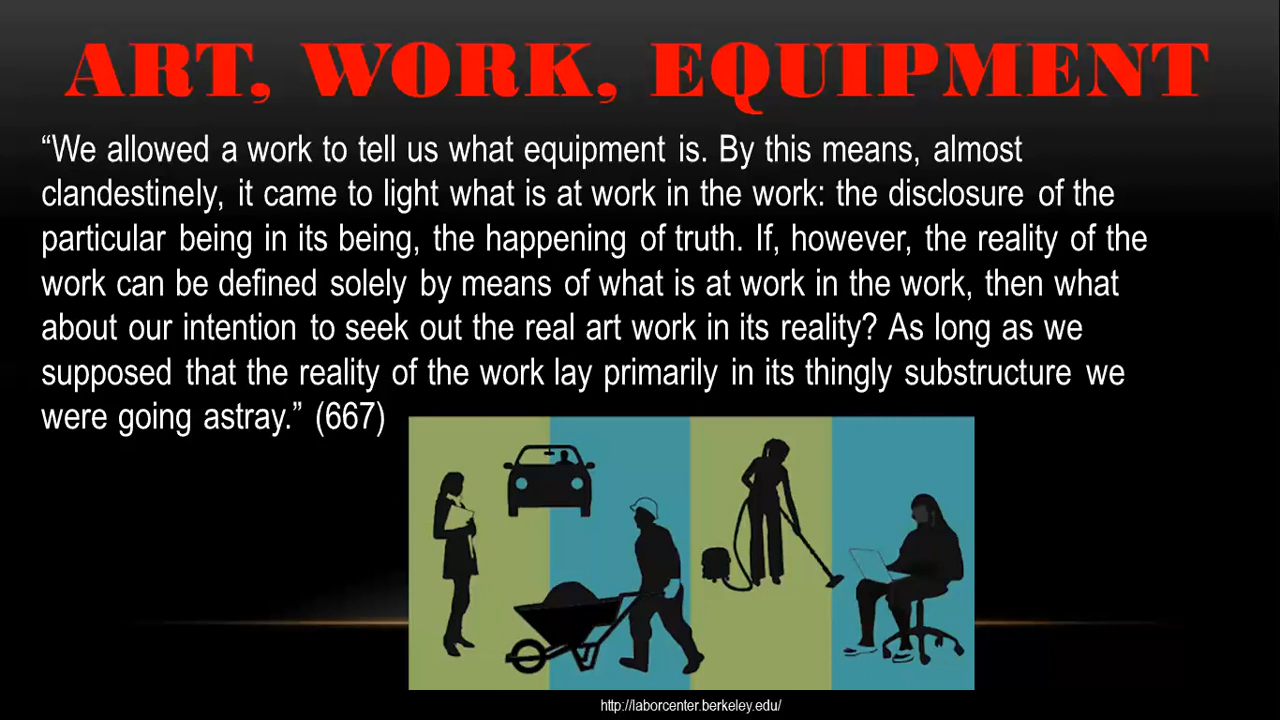 ART, WORK, EQUIPMENT
“We allowed a work to tell us what equipment is. By this means, almost
clandestinely, it came to light what is at work in the work: the disclosure of the
particular being in its being, the happening of truth. If, however, the reality of the
work can be defined solely by means of what is at work in the work, then what
about our intention to seek out the real art work in its reality? As long as we
supposed that the reality of the work lay primarily in its thingly substructure we
were going astray.” (667)
http://laborcenter.berkeley.edu/